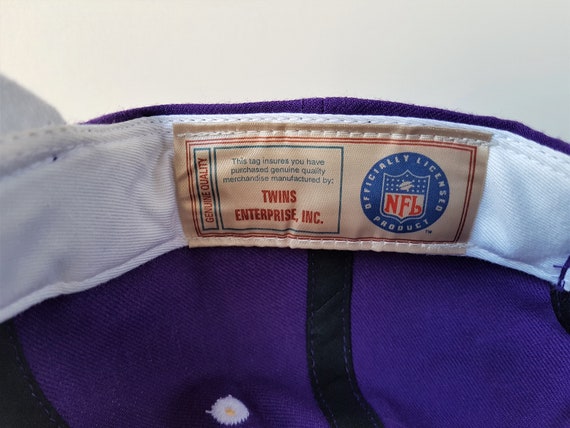 GENUINE QUALITY
This tag insures you have
purchased genuine quality
merchandise manufactured by:
TWINS
ENTERPRISE, INC.
OFFICIALLY LICENSED
NFL
PRODUCT
TM